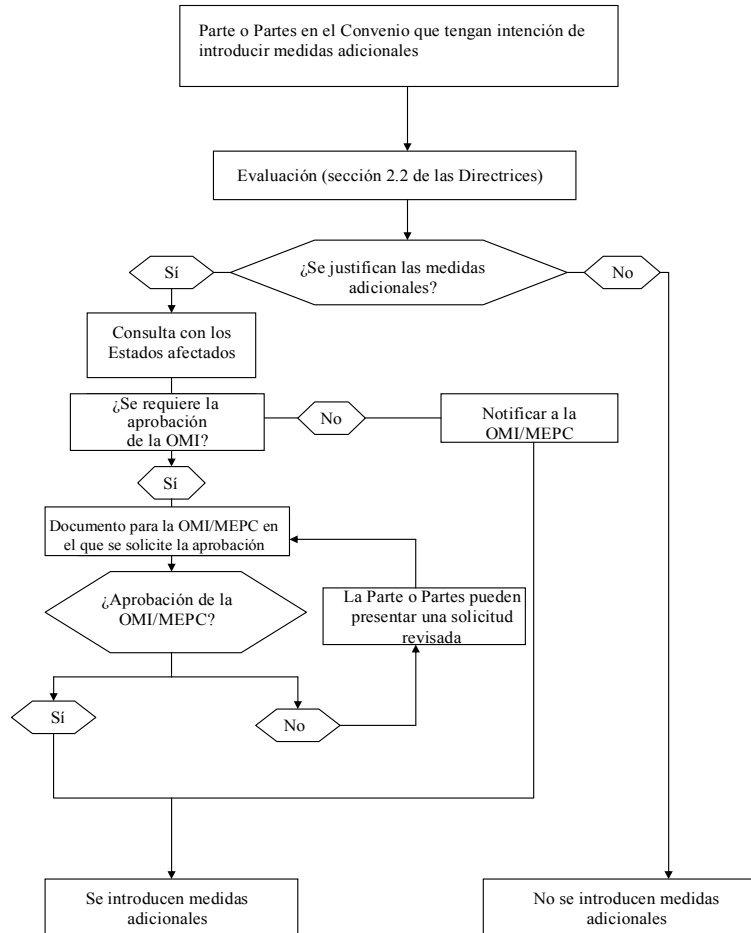 Parte o Partes en el Convenio que tengan intención de
introducir medidas adicionales
Evaluación (sección 2.2 de las Directrices)
Sí
¿Se justifican las medidas
adicionales?
No
Consulta con los
Estados afectados
¿Se requiere la
aprobación
de la OMI?
No
Notificar a la
OMI/MEPC
Sí
Documento para la OMI/MEPC en
el que se solicite la aprobación
¿Aprobación de la
OMI/MEPC?
La Parte o Partes pueden
presentar una solicitud
revisada
Sí
No
Se introducen medidas
adicionales
No se introducen medidas
adicionales